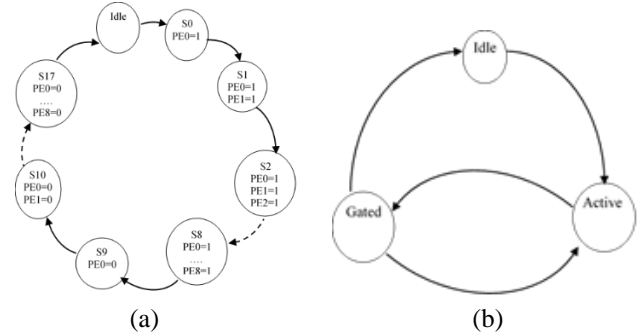 Idle
S0
PE0=1
S1
PE0=1
PE1=1
S2
PE0=1
PE1=1
PE2=1
S8
PE0=1
....
PE8=1
S9
PE0=0
S10
PE0=0
PE1=0
S17
PE0=0
....
PE8=0
(a)
Idle
Gated
Active
(b)